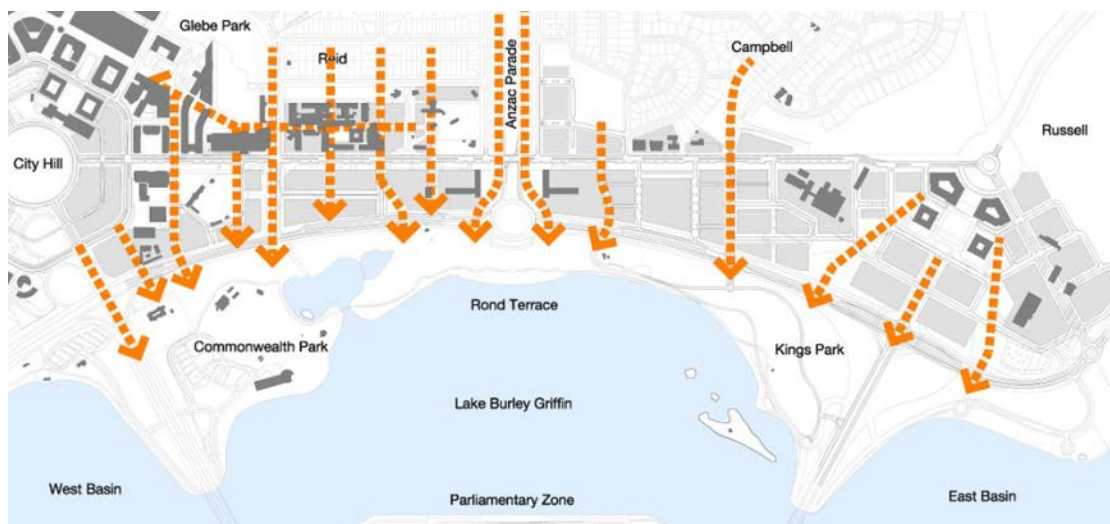 Glebe Park
Reid
Anzac Parade
Campbell
Russell
City Hill
Rond Terrace
Commonwealth Park
Kings Park
Lake Burley Griffin
West Basin
Parliamentary Zone
East Basin